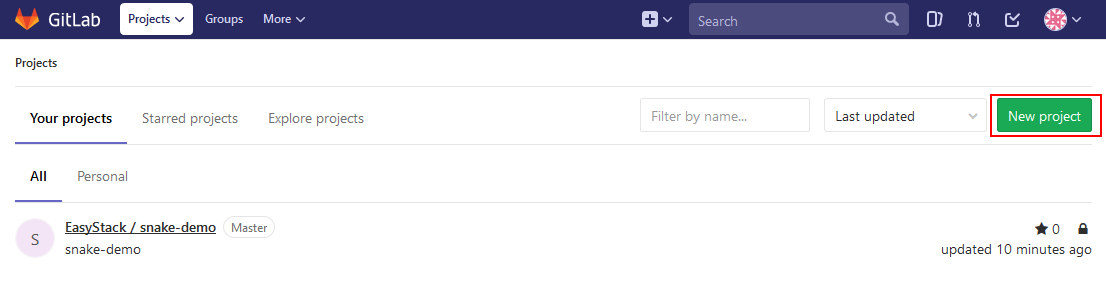 GitLab Projects Groups More Search
Projects
Your projects Starred projects Explore projects Filter by name... Last updated New project
All Personal
S EasyStack / snake-demo Master 0
snake-demo updated 10 minutes ago